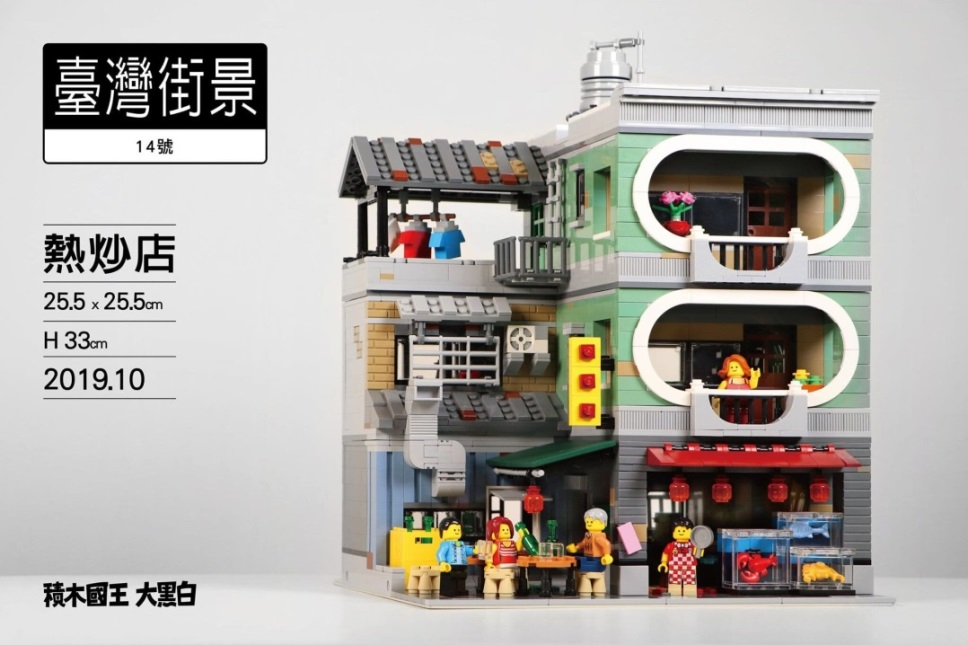 臺灣街景
14號
熱炒店
25.5 x 25.5cm
H 33cm
2019.10
積木國王 大黑白